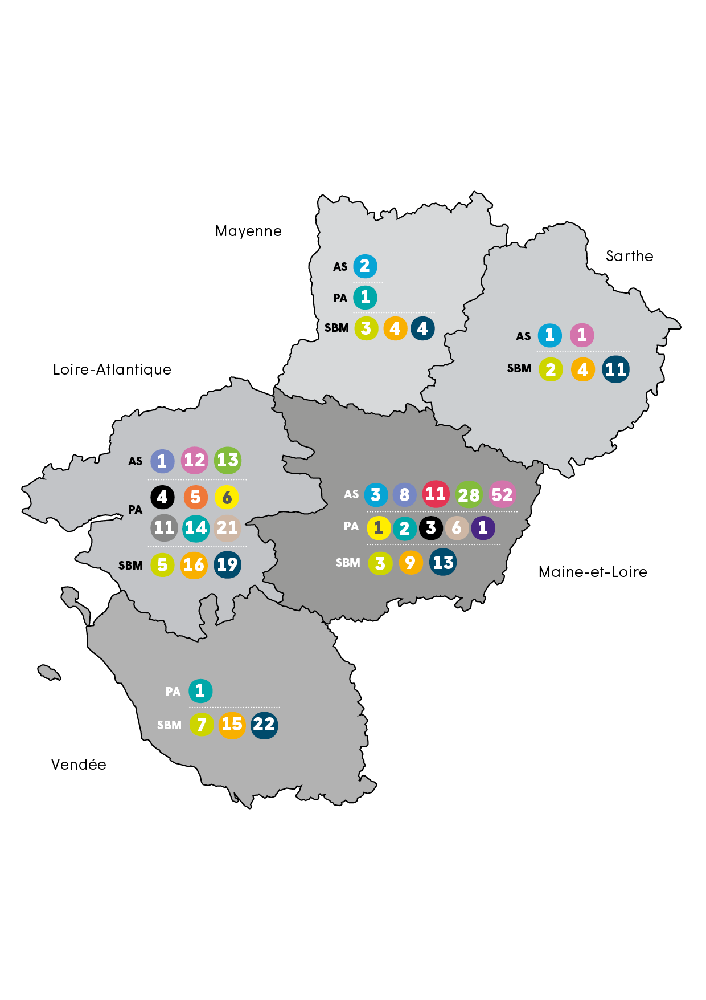 Mayenne
AS 2
PA 1
SBM 3 4 4
Sarthe
AS 1 1
SBM 2 4 11
Loire-Atlantique
AS 1 12 13
PA 4 5 6
11 14 21
SBM 5 16 19
AS 3 8 11 28 52
PA 1 2 3 6 1
SBM 3 9 13
Maine-et-Loire
PA 1
SBM 7 15 22
Vendée